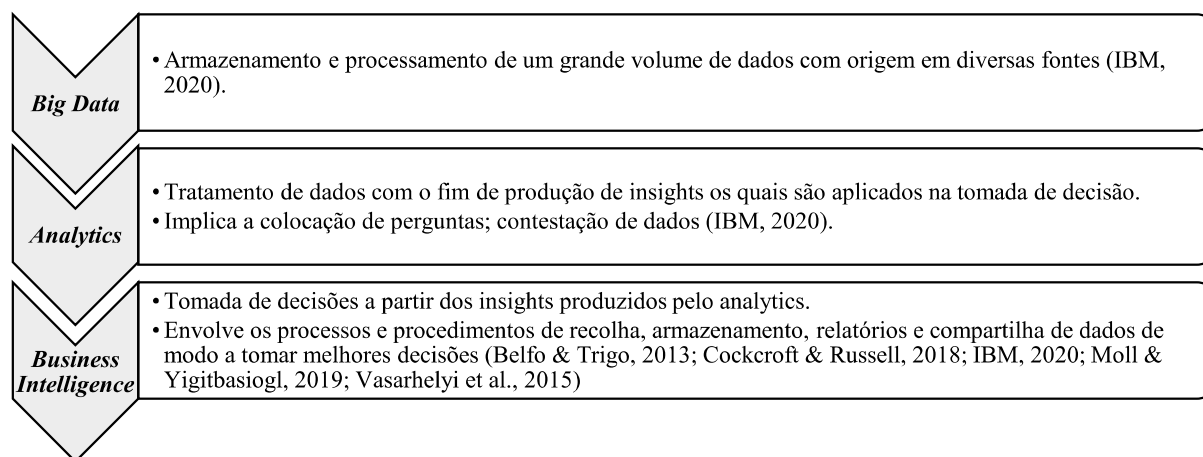 Big Data
• Armazenamento e processamento de um grande volume de dados com origem em diversas fontes (IBM,
2020).
Analytics
• Tratamento de dados com o fim de produção de insights os quais são aplicados na tomada de decisão.
• Implica a colocação de perguntas; contestação de dados (IBM, 2020).
Business
Intelligence
• Tomada de decisões a partir dos insights produzidos pelo analytics.
• Envolve os processos e procedimentos de recolha, armazenamento, relatórios e compartilha de dados de
modo a tomar melhores decisões (Belfo & Trigo, 2013; Cockcroft & Russell, 2018; IBM, 2020; Moll &
Yigitbasiogl, 2019; Vasarhelyi et al., 2015)